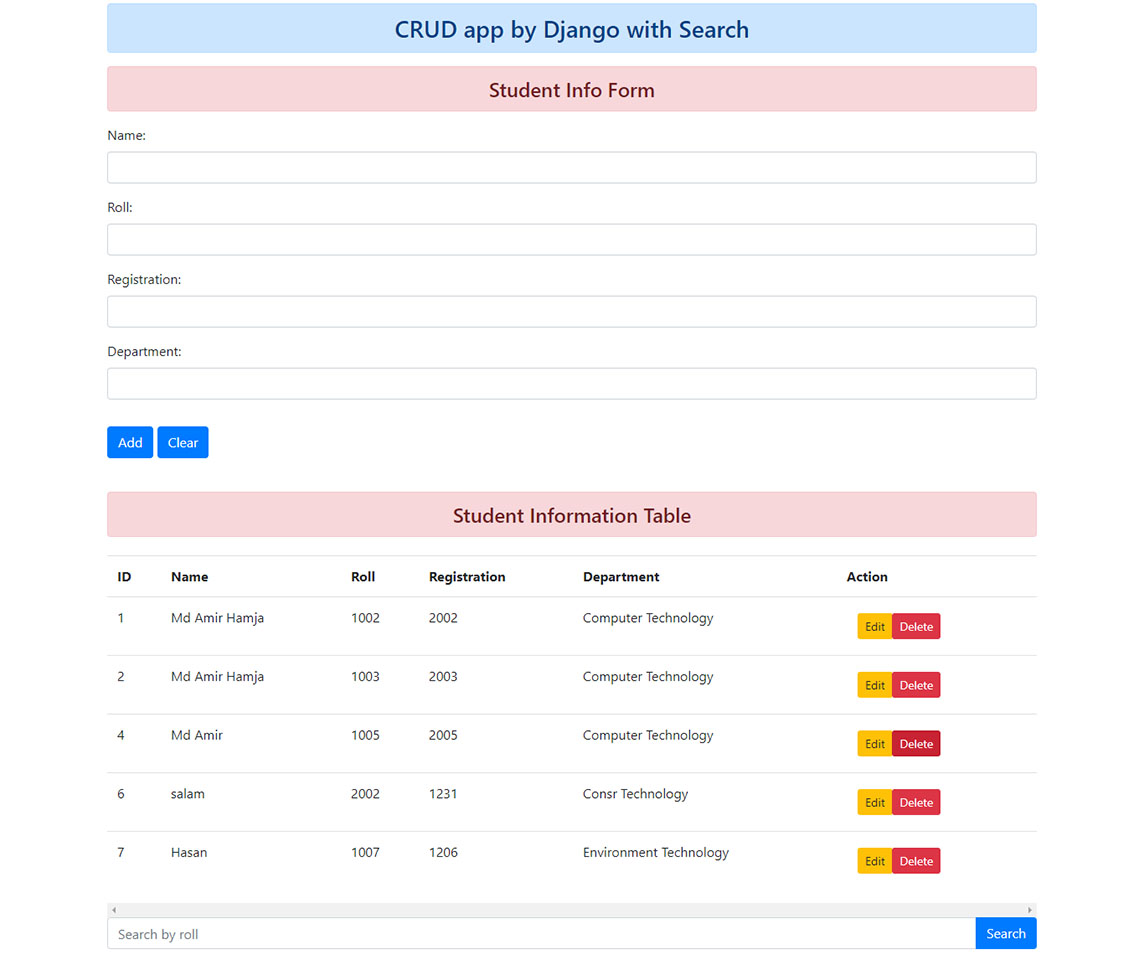 CRUD app by Django with Search
Student Info Form
Name:
Roll:
Registration:
Department:
Add Clear
Student Information Table
ID Name Roll Registration Department Action
1 Md Amir Hamja 1002 2002 Computer Technology Edit Delete
2 Md Amir Hamja 1003 2003 Computer Technology Edit Delete
4 Md Amir 1005 2005 Computer Technology Edit Delete
6 salam 2002 1231 Consr Technology Edit Delete
7 Hasan 1007 1206 Environment Technology Edit Delete
Search by roll Search